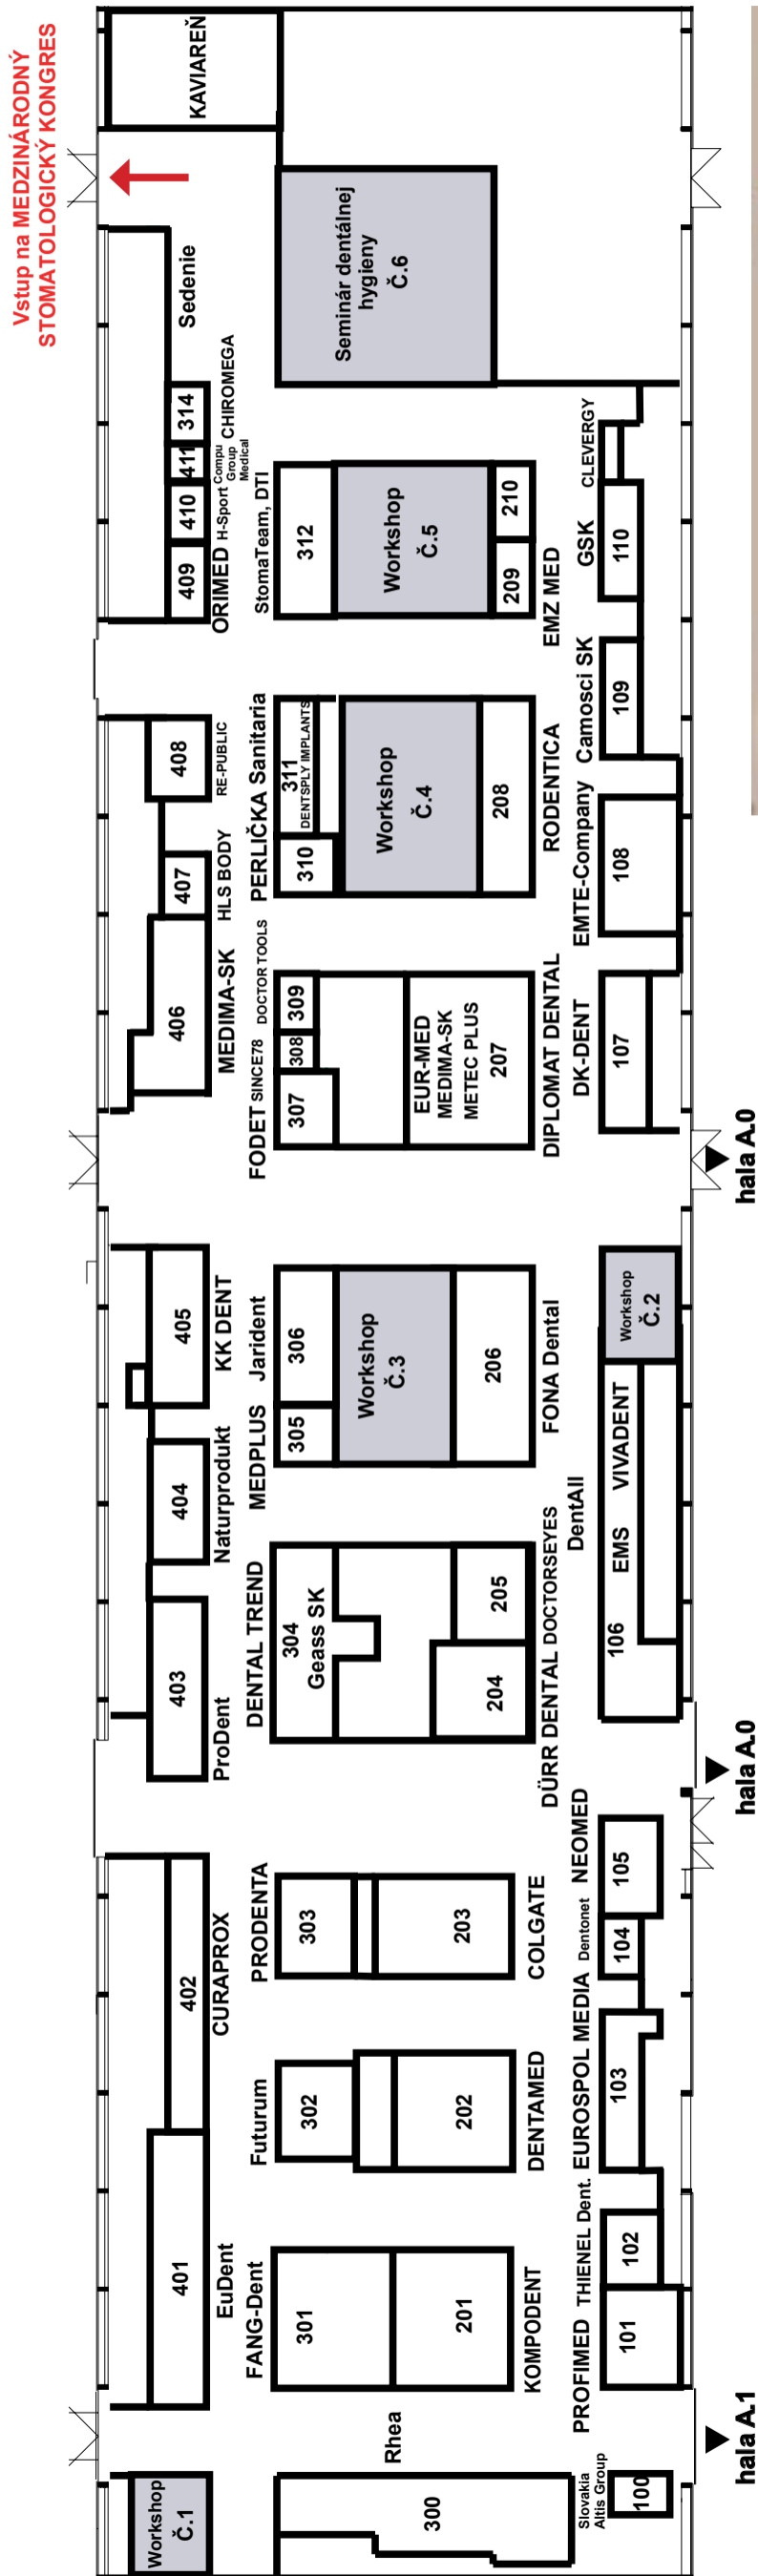 Vstup na MEDZINÁRODNÝ
STOMATOLOGICKÝ KONGRES
KAVIAREŇ
Sedenie
Seminár dentálnej
hygieny
Č.6
314
CHIROMEGA
411
Compu
Group
Medical
410
H-Sport
409
ORIMED
StomaTeam, DTI
312
Workshop
Č.5
210
209
EMZ MED
CLEVERGY
GSK
110
Camosci SK
109
408
RE-PUBLIC
407
HLS BODY
406
MEDIMA-SK
PERLIČKA Sanitaria
311
DENTSPLY IMPLANTS
310
Workshop
Č.4
208
RODENTICA
EMTE-Company
108
DOCTOR TOOLS
309
SINCE78
308
FODET
307
EUR-MED
MEDIMA-SK
METEC PLUS
207
DIPLOMAT DENTAL
DK-DENT
107
hala A.0
405
KK DENT
404
Naturprodukt
403
ProDent
Jarident
306
MEDPLUS
305
Workshop
Č.3
206
FONA Dental
Workshop
Č.2
VIVADENT
EMS
106
DentAll
DENTAL TREND
304
Geass SK
205
DOCTORSEYES
204
DÜRR DENTAL
hala A.0
402
CURAPROX
401
EuDent
PRODENTA
303
203
COLGATE
NEOMED
105
Dentonet
104
EUROSPOL MEDIA
103
Futurum
302
202
DENTAMED
THIENEL Dent.
102
PROFIMED
101
FANG-Dent
301
201
KOMPODENT
hala A.1
Workshop
Č.1
Rhea
300
Slovakia
Altis Group
100